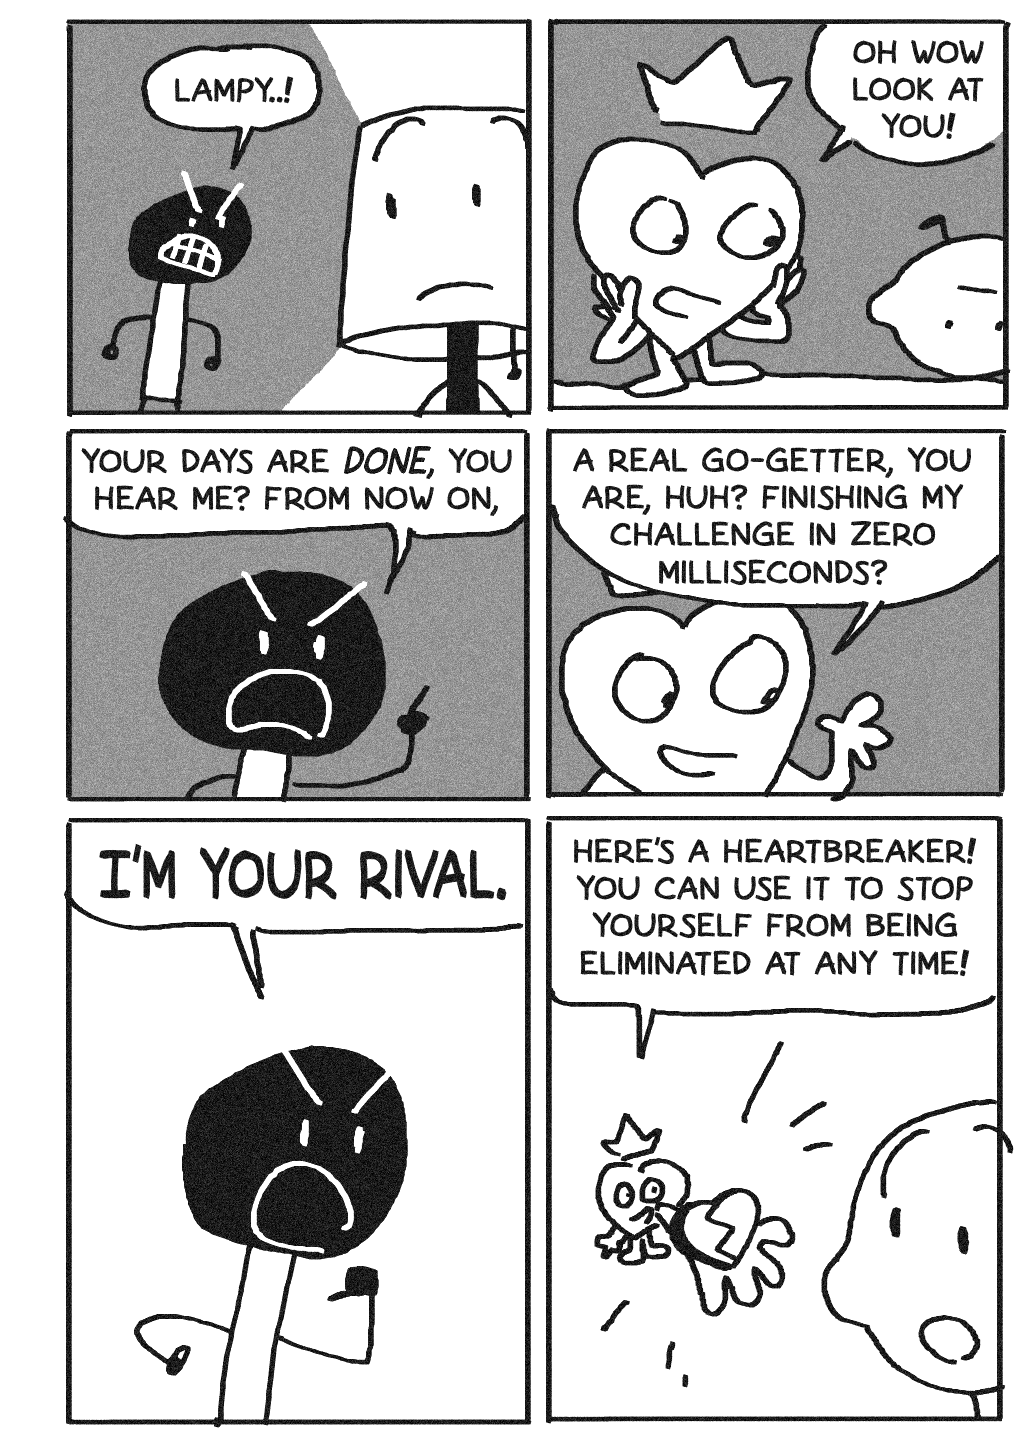 LAMPY..!
OH WOW
LOOK AT
YOU!
YOUR DAYS ARE DONE, YOU
HEAR ME? FROM NOW ON,
A REAL GO-GETTER, YOU
ARE, HUH? FINISHING MY
CHALLENGE IN ZERO
MILLISECONDS?
I'M YOUR RIVAL.
HERE'S A HEARTBREAKER!
YOU CAN USE IT TO STOP
YOURSELF FROM BEING
ELIMINATED AT ANY TIME!